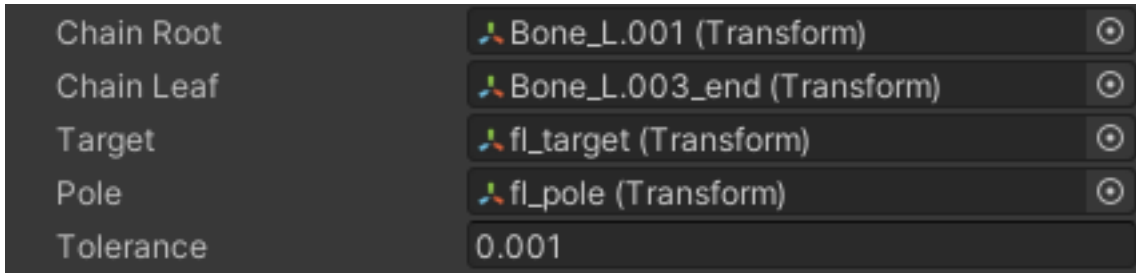 Chain Root Bone_L.001 (Transform)
Chain Leaf Bone_L.003_end (Transform)
Target fl_target (Transform)
Pole fl_pole (Transform)
Tolerance 0.001